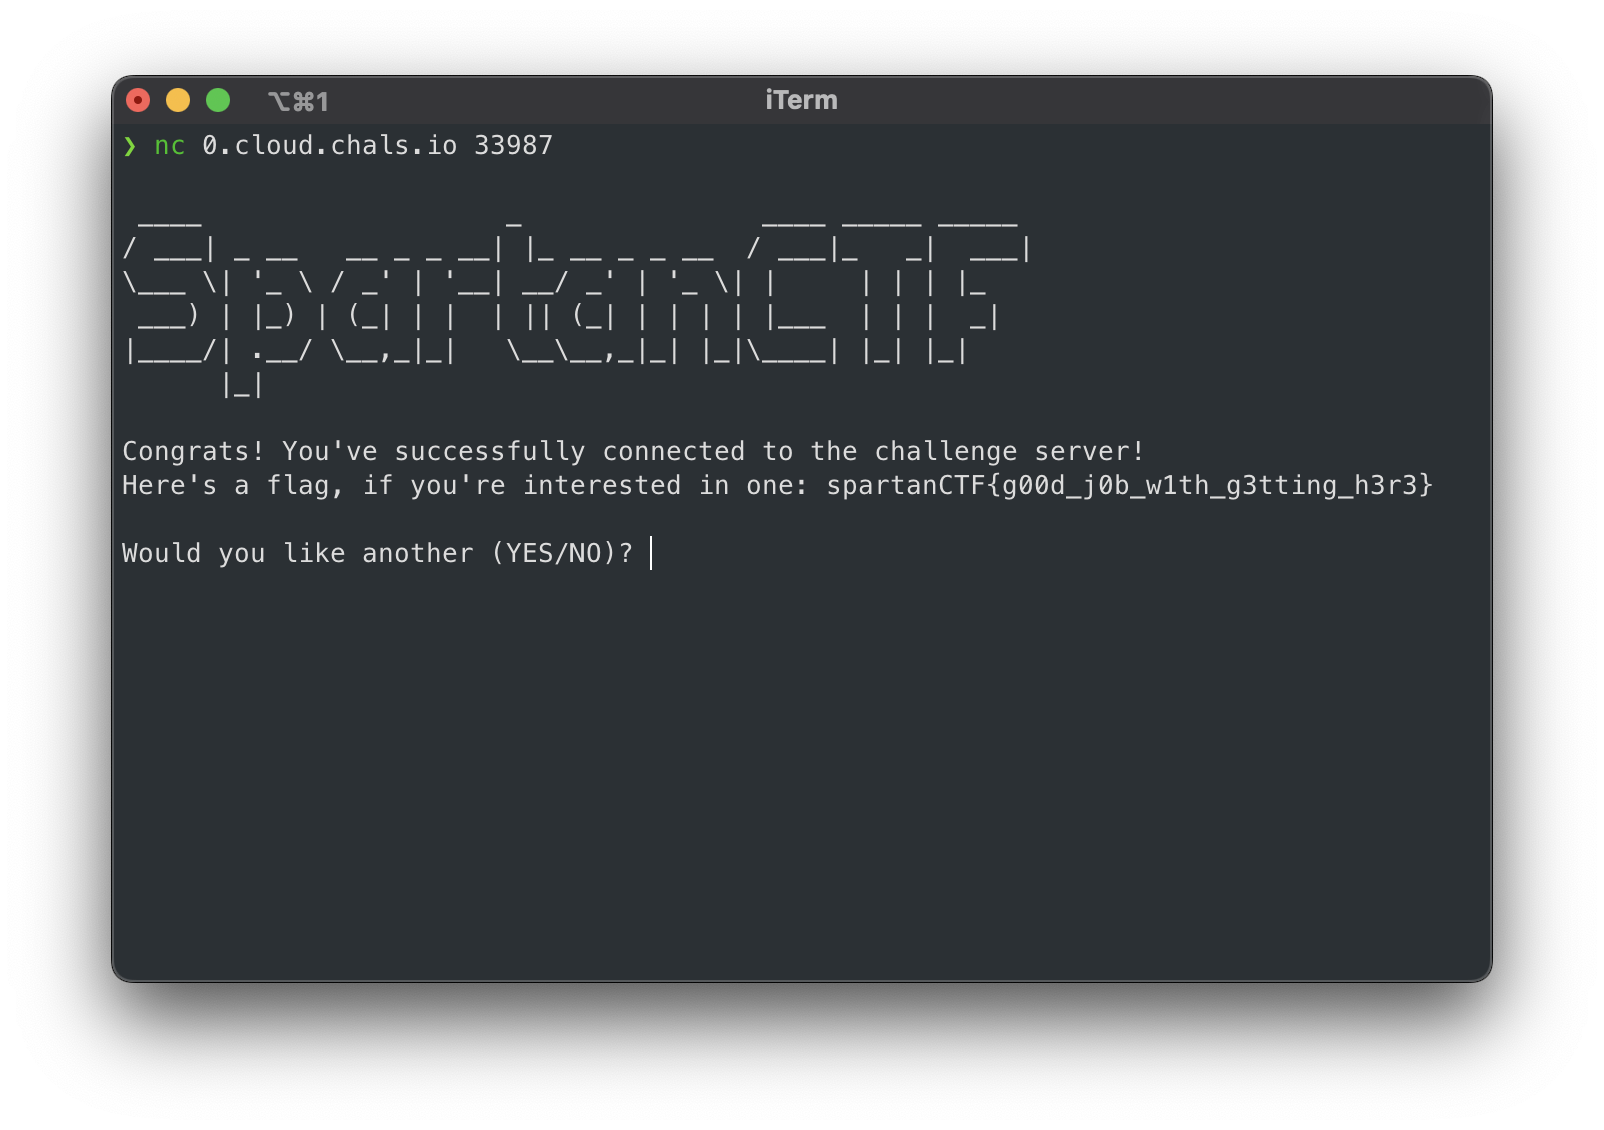 ⌥⌘1 iTerm
❯ nc 0.cloud.chals.io 33987
 ____                   _               ____ _____ _____
/ ___| _ __   __ _ _ __| |_ __ _ _ __  / ___|_   _|  ___|
\___ \| '_ \ / _' | '__| __/ _' | '_ \| |     | | | |_
 ___) | |_) | (_| | |  | || (_| | | | | |___  | | |  _|
|____/| .__/ \__,_|_|   \__\__,_|_| |_|\____| |_| |_|
      |_|
Congrats! You've successfully connected to the challenge server!
Here's a flag, if you're interested in one: spartanCTF{g00d_j0b_w1th_g3tting_h3r3}
Would you like another (YES/NO)?